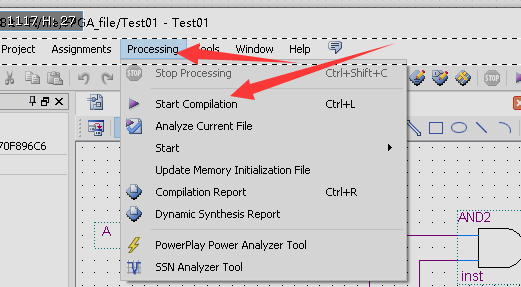 1117 H: 27 GA_file/Test01 - Test01
Project Assignments Processing Tools Window Help
Stop Processing Ctrl+Shift+C
STOP
Start Compilation Ctrl+L
Analyze Current File
70F896C6
Start
Update Memory Initialization File
Compilation Report Ctrl+R
Dynamic Synthesis Report
AND2
A
PowerPlay Power Analyzer Tool
inst
SSN Analyzer Tool